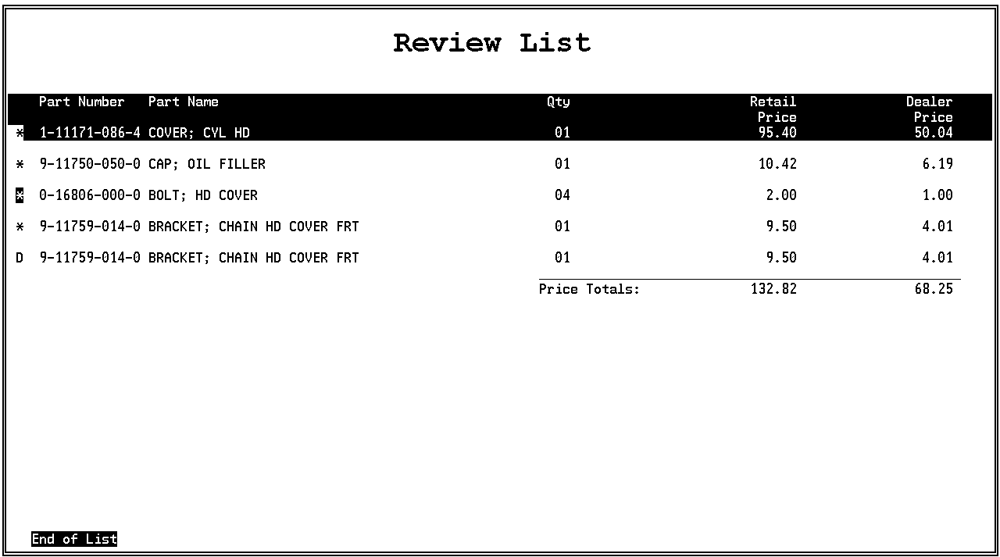 Review List
Part Number Part Name Qty Retail Dealer
Price Price
* 1-11171-086-4 COVER; CYL HD 01 95.40 50.04
* 9-11750-050-0 CAP; OIL FILLER 01 10.42 6.19
* 0-16806-000-0 BOLT; HD COVER 04 2.00 1.00
* 9-11759-014-0 BRACKET; CHAIN HD COVER FRT 01 9.50 4.01
D 9-11759-014-0 BRACKET; CHAIN HD COVER FRT 01 9.50 4.01
Price Totals: 132.82 68.25
End of List